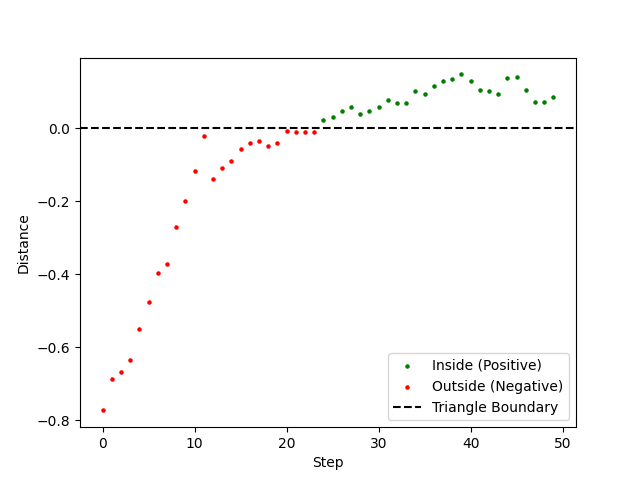 0.0
−0.2
−0.4
−0.6
−0.8
Distance
0
10
20
30
40
50
Step
Inside (Positive)
Outside (Negative)
Triangle Boundary